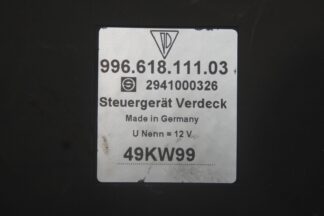 996.618.111.03
2941000326
Steuergerät Verdeck
Made in Germany
U Nenn = 12 V
49KW99